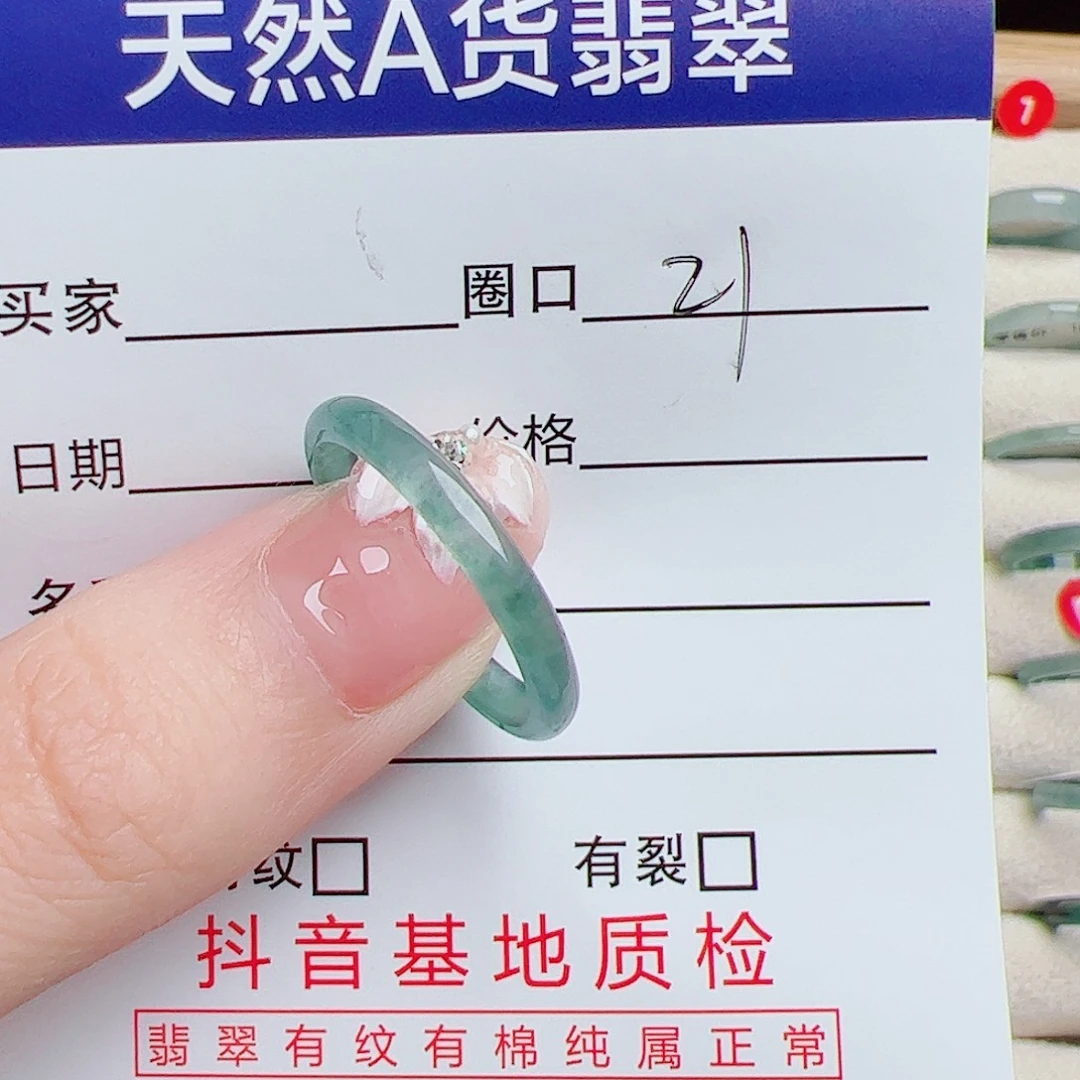 天然A货翡翠
1
买家 圈口 21
日期 价格
纹□ 有裂□
抖音基地质检
翡翠有纹有棉纯属正常